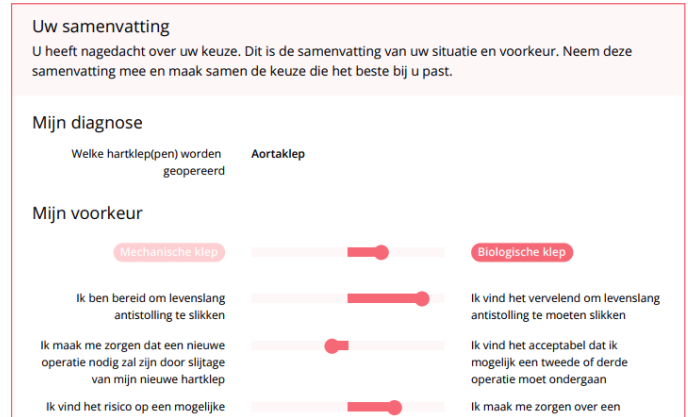 Uw samenvatting
U heeft nagedacht over uw keuze. Dit is de samenvatting van uw situatie en voorkeur. Neem deze
samenvatting mee en maak samen de keuze die het beste bij u past.
Mijn diagnose
Welke hartklep(pen) worden
geopereerd
Aortaklep
Mijn voorkeur
Mechanische klep
Biologische klep
Ik ben bereid om levenslang
antistolling te slikken
Ik vind het vervelend om levenslang
antistolling te moeten slikken
Ik maak me zorgen dat een nieuwe
operatie nodig zal zijn door slijtage
van mijn nieuwe hartklep
Ik vind het acceptabel dat ik
mogelijk een tweede of derde
operatie moet ondergaan
Ik vind het risico op een mogelijke
Ik maak me zorgen over een